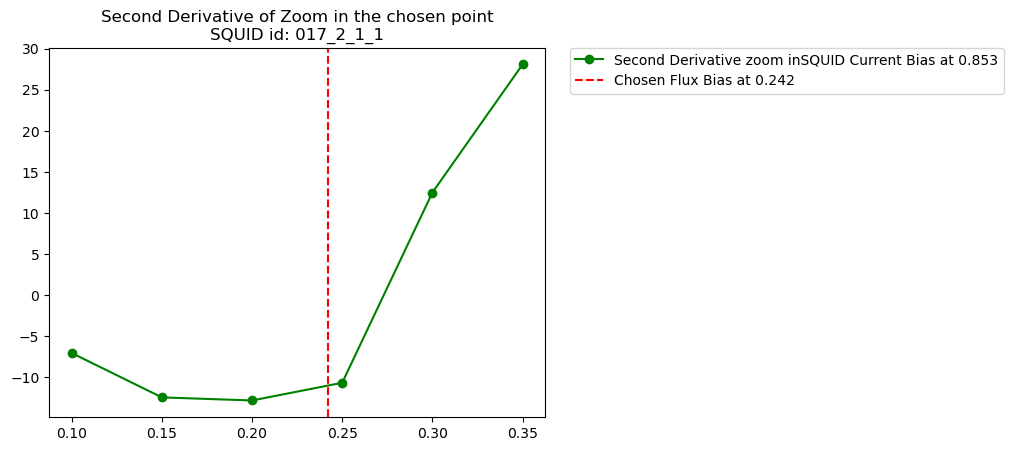 Second Derivative of Zoom in the chosen point
SQUID id: 017_2_1_1
Second Derivative zoom inSQUID Current Bias at 0.853
Chosen Flux Bias at 0.242
30
25
20
15
10
5
0
−5
−10
0.10 0.15 0.20 0.25 0.30 0.35